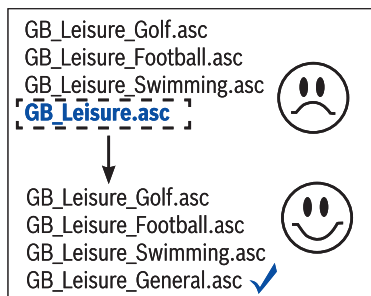 GB_Leisure_Golf.asc
GB_Leisure_Football.asc
GB_Leisure_Swimming.asc
GB_Leisure.asc
GB_Leisure_Golf.asc
GB_Leisure_Football.asc
GB_Leisure_Swimming.asc
GB_Leisure_General.asc